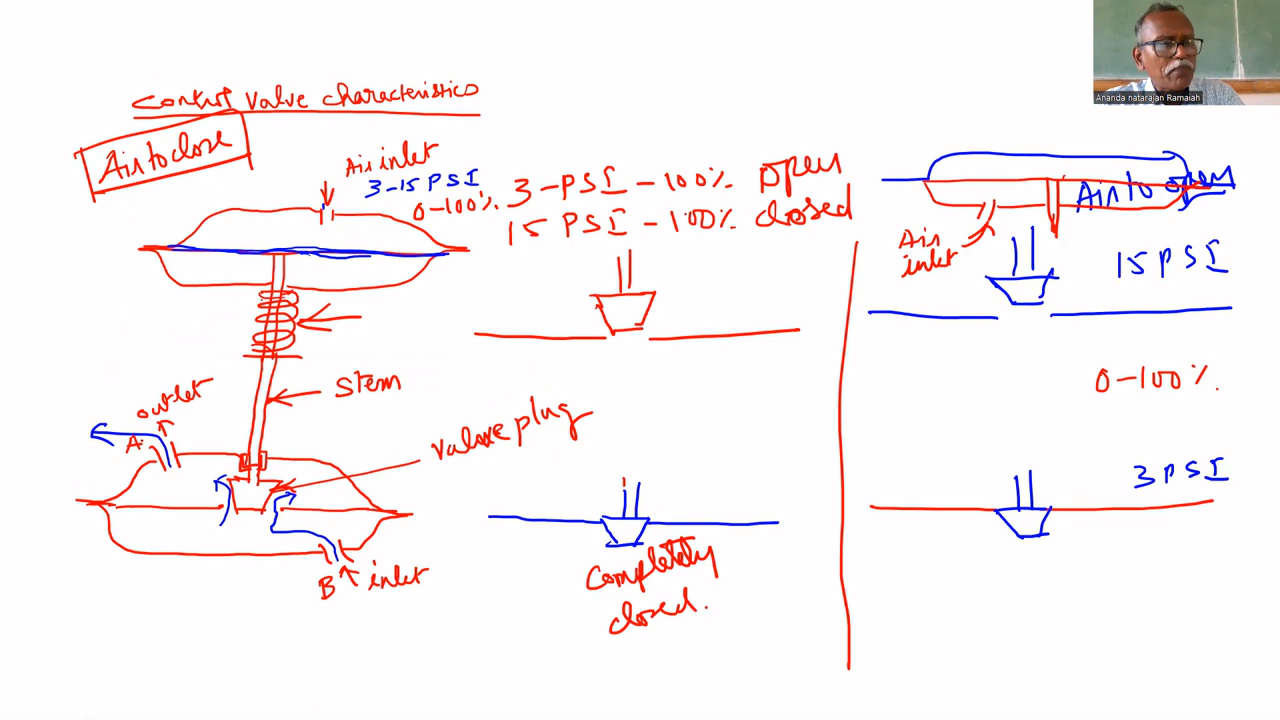 Ananda natarajan Ramaiah
Control Valve characteristics
Air to close
Air inlet
3-15 PSI
0-100%
3-PSI - 100% open
15 PSI - 100% closed
Air to open
Air
inlet
15 PSI
Stem
0-100%
outlet
A
Valve plug
3 PSI
B
inlet
Completely
closed.